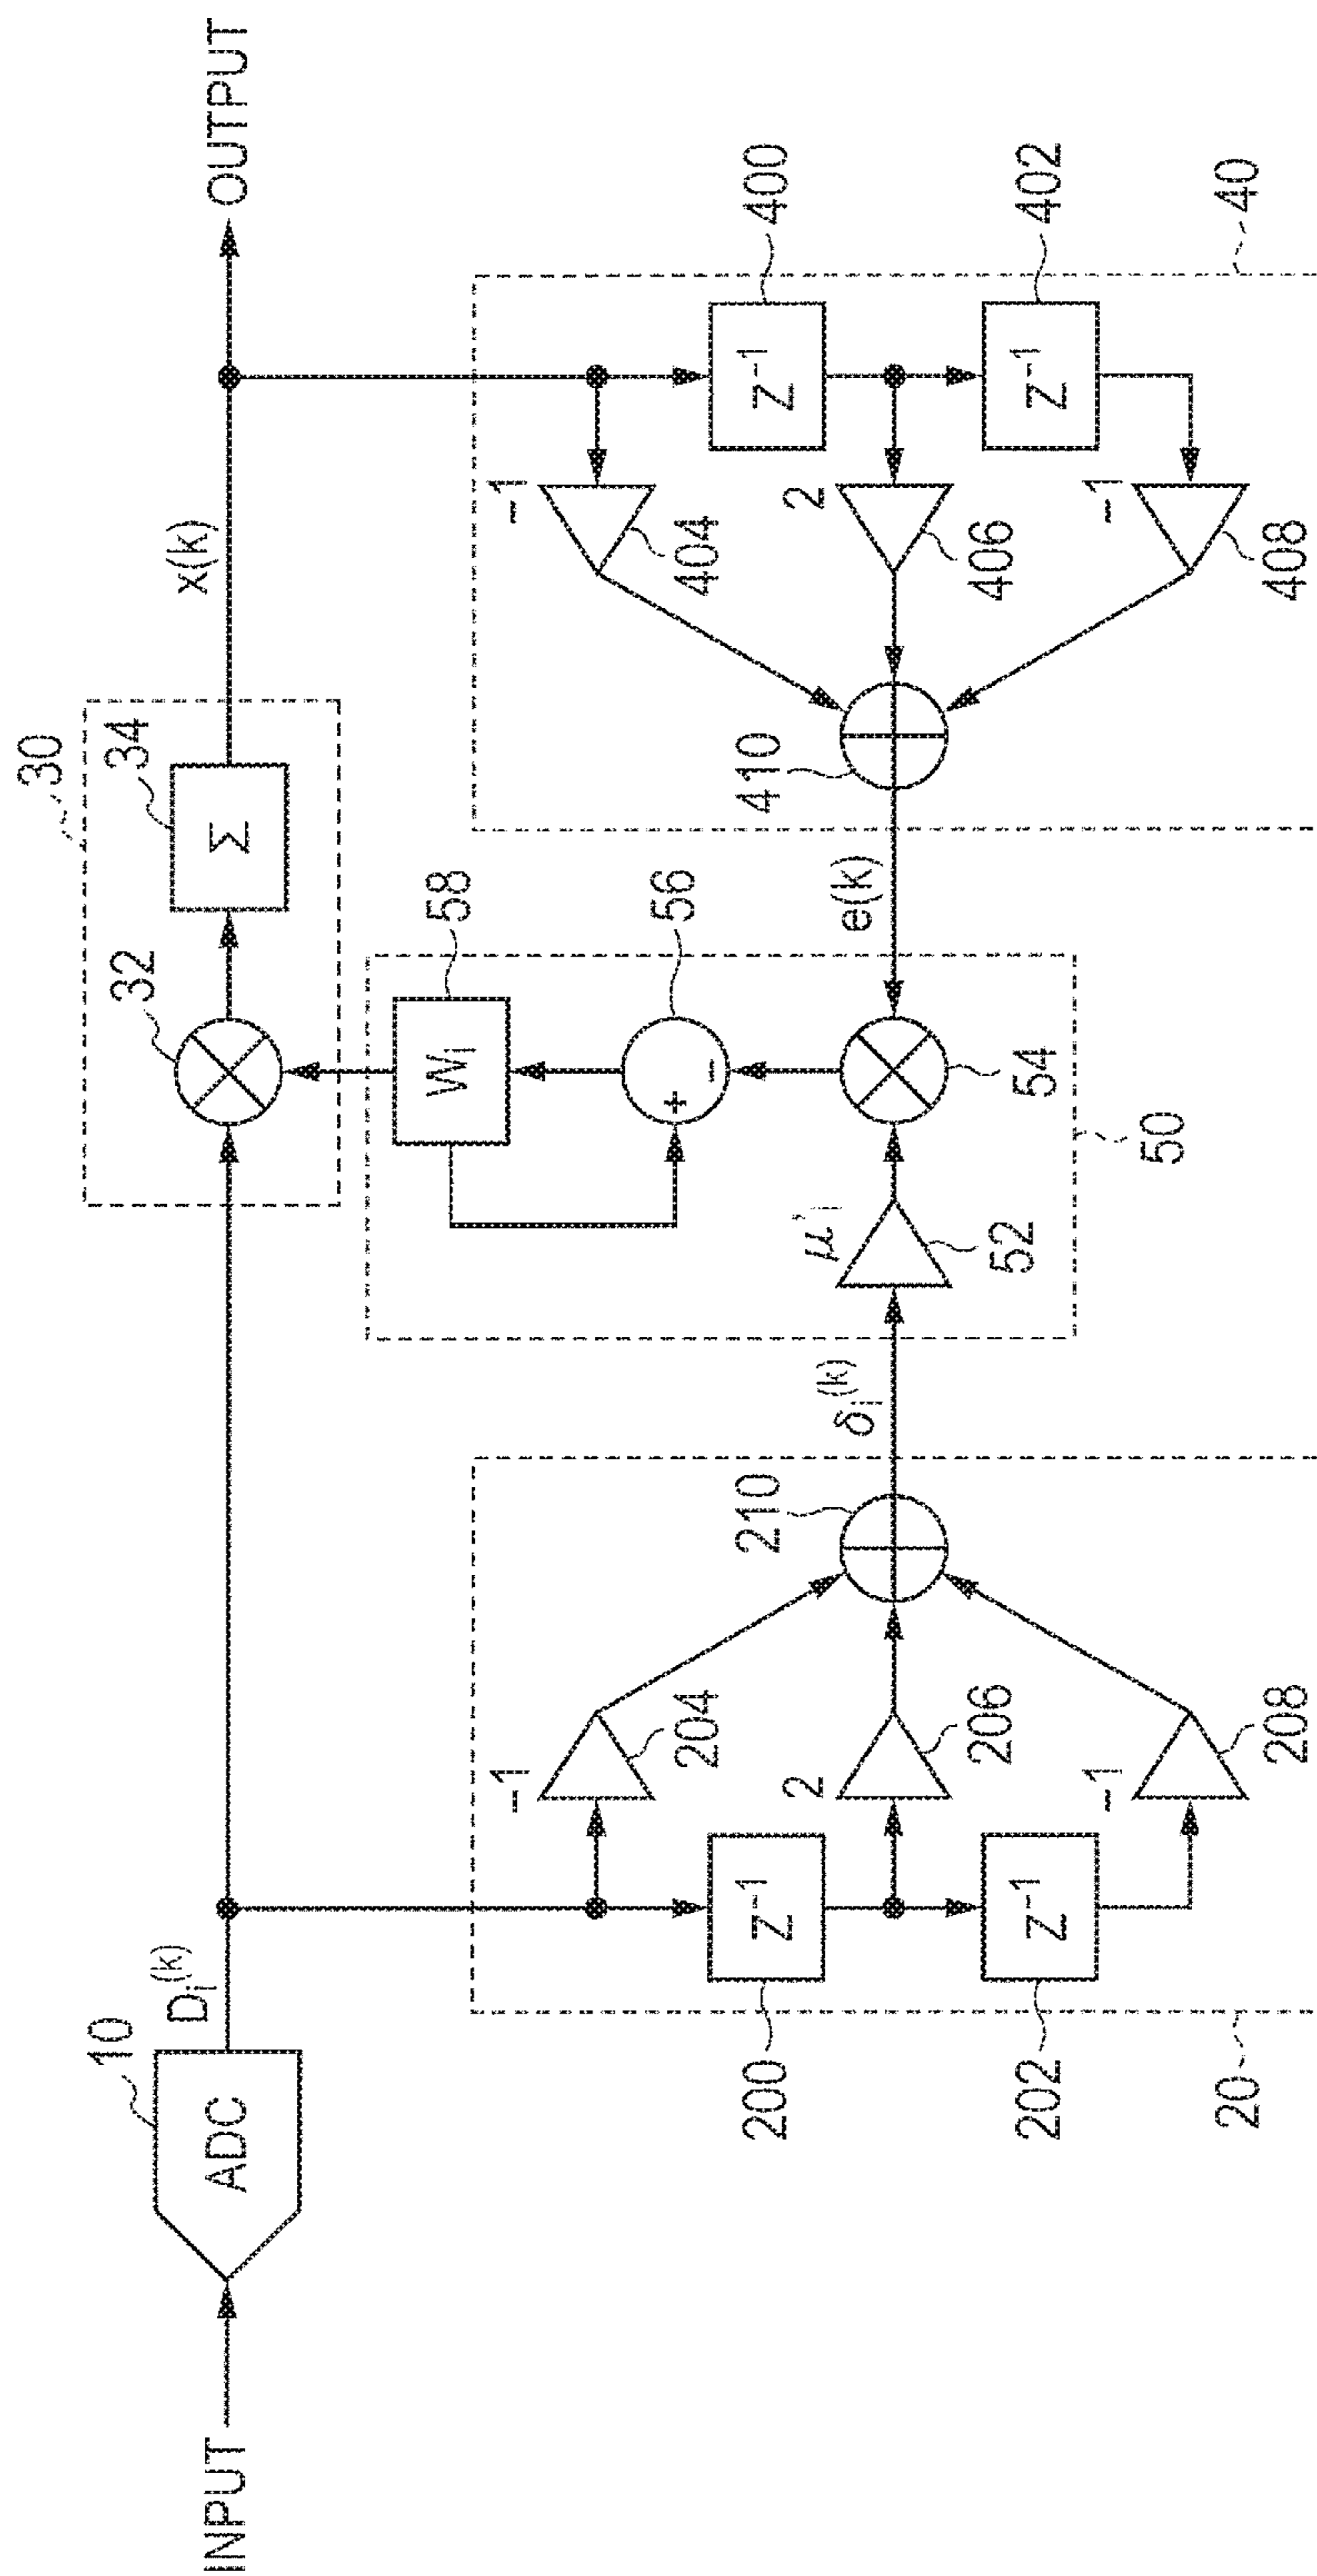 30
34
Σ
32
x(k)
OUTPUT
10
ADC
D_i^(k)
INPUT
W_i
58
56
+
−
54
e(k)
μ'_i
52
50
δ_i^(k)
−1
204
2
206
−1
208
210
Z^−1
200
Z^−1
202
20
−1
404
2
406
−1
408
410
Z^−1
400
Z^−1
402
40